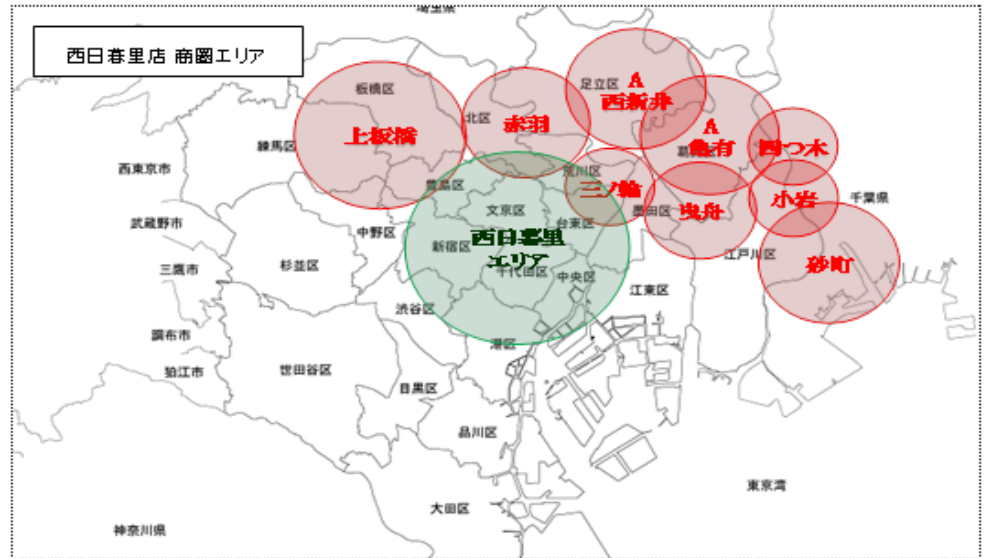 埼玉県
西日暮里店 商圏エリア
足立区
A
西新井
板橋区
上板橋
北区
赤羽
A
亀有
四つ木
練馬区
西東京市
荒川区
三ノ輪
豊島区
小岩
千葉県
文京区
台東区
墨田区
曳舟
武蔵野市
中野区
新宿区
西日暮里
エリア
千代田区
中央区
江戸川区
砂町
三鷹市
杉並区
江東区
渋谷区
調布市
港区
狛江市
世田谷区
目黒区
品川区
東京湾
大田区
神奈川県